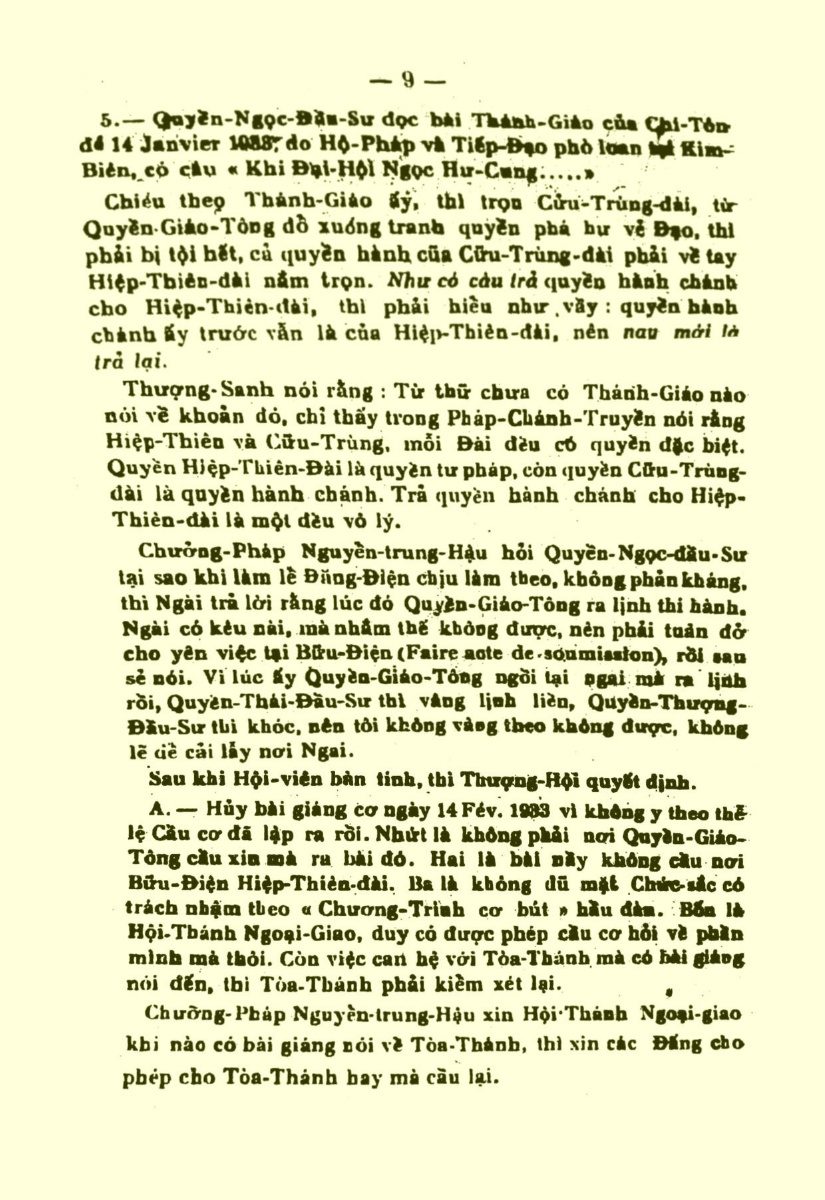 — 9 —
5.— Quyền-Ngọc-Đầu-Sư đọc bài Thánh-Giáo của Chí-Tôn
đề 14 Janvier 1933, do Hộ-Pháp và Tiếp-Đạo phò loan tại Kim-
Biên, có câu « Khi Đại-Hội Ngọc Hư-Cung.....»
Chiếu theo Thánh-Giáo ấy, thì trọn Cửu-Trùng-đài, từ
Quyền-Giáo-Tông đồ xuống tranh quyền phá hư vẻ Đạo, thì
phải bị tội hết, cả quyền hành của Cữu-Trùng-đài phải về tay
Hiệp-Thiên-đài nắm trọn. Như có câu trả quyền hành chánh
cho Hiệp-Thiên-đài, thì phải hiểu như vầy : quyền hành
chánh ấy trước vẫn là của Hiệp-Thiên-đài, nên nay mới là
trả lại.
Thượng-Sanh nói rằng : Từ thữ chưa có Thánh-Giáo nào
nói về khoản đó, chỉ thấy trong Pháp-Chánh-Truyền nói rằng
Hiệp-Thiên và Cữu-Trùng, mỗi Đài đều có quyền đặc biệt.
Quyền Hiệp-Thiên-Đài là quyền tư pháp, còn quyền Cữu-Trùng-
đài là quyền hành chánh. Trả quyền hành chánh cho Hiệp-
Thiên-đài là một đều vô lý.
Chưởng-Pháp Nguyễn-trung-Hậu hỏi Quyền-Ngọc-đầu-Sư
tại sao khi làm lễ Đăng-Điện chịu làm theo, không phản kháng,
thì Ngài trả lời rằng lúc đó Quyền-Giáo-Tông ra lịnh thi hành.
Ngài có kêu nài, mà nhắm thế không được, nên phải tuân đở
cho yên việc tại Bữu-Điện (Faire acte de soumission), rồi sau
sẻ nói. Vì lúc ấy Quyền-Giáo-Tông ngồi tại ngai mà ra lịnh
rồi, Quyền-Thái-Đầu-Sư thì vâng lịnh liền, Quyền-Thượng-
Đầu-Sư thì khóc, nên tôi không vâng theo không được, không
lẽ để cải lẫy nơi Ngai.
Sau khi Hội-viên bàn tính, thì Thượng-Hội quyết định.
A. — Hủy bài giáng cơ ngày 14 Fév. 1933 vì không y theo thể
lệ Cầu cơ đã lập ra rồi. Nhứt là không phải nơi Quyền-Giáo-
Tông cầu xin mà ra bài đó. Hai là bài nầy không cầu nơi
Bữu-Điện Hiệp-Thiên-đài. Ba là không đũ mặt Chức-sắc có
trách nhậm theo « Chương-Trình cơ bút » hầu đàn. Bốn là
Hội-Thánh Ngoại-Giao, duy có được phép cầu cơ hỏi về phần
mình mà thôi. Còn việc can hệ với Tòa-Thánh mà có bài giáng
nói đến, thì Tòa-Thánh phải kiểm xét lại.
Chưởng-Pháp Nguyễn-trung-Hậu xin Hội-Thánh Ngoại-giao
khi nào có bài giáng nói về Tòa-Thánh, thì xin các Đấng cho
phép cho Tòa-Thánh hay mà cầu lại.